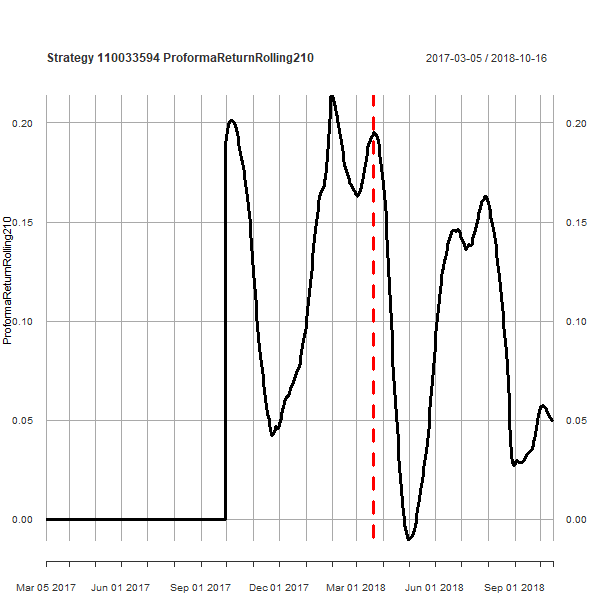 Strategy 110033594 ProformaReturnRolling210
2017-03-05 / 2018-10-16
ProformaReturnRolling210
0.20
0.20
0.15
0.15
0.10
0.10
0.05
0.05
0.00
0.00
Mar 05 2017
Jun 01 2017
Sep 01 2017
Dec 01 2017
Mar 01 2018
Jun 01 2018
Sep 01 2018